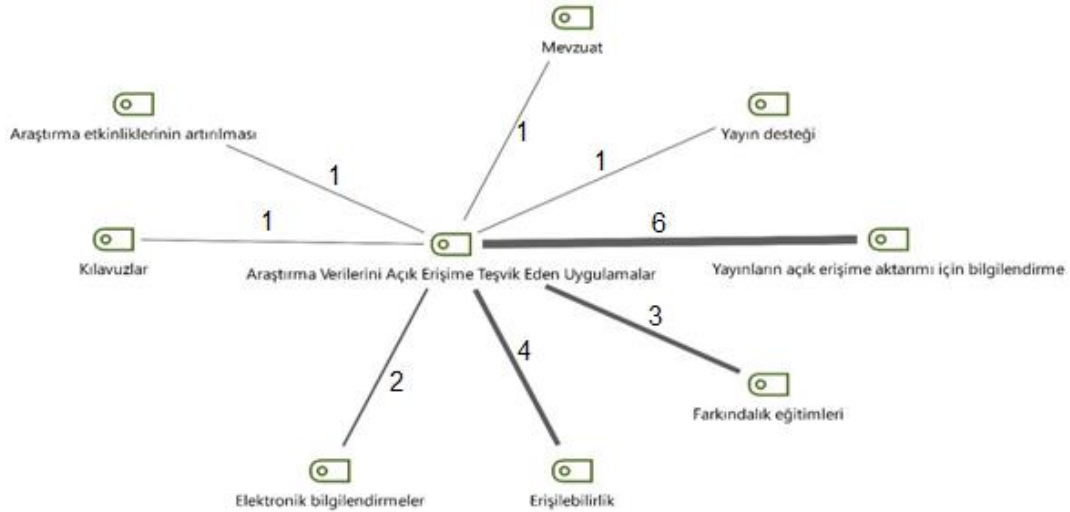 Mevzuat
Araştırma etkinliklerinin artırılması
Yayın desteği
1
1
1
1
6
Kılavuzlar
Araştırma Verilerini Açık Erişime Teşvik Eden Uygulamalar
Yayınların açık erişime aktarımı için bilgilendirme
3
4
2
Farkındalık eğitimleri
Elektronik bilgilendirmeler
Erişilebilirlik